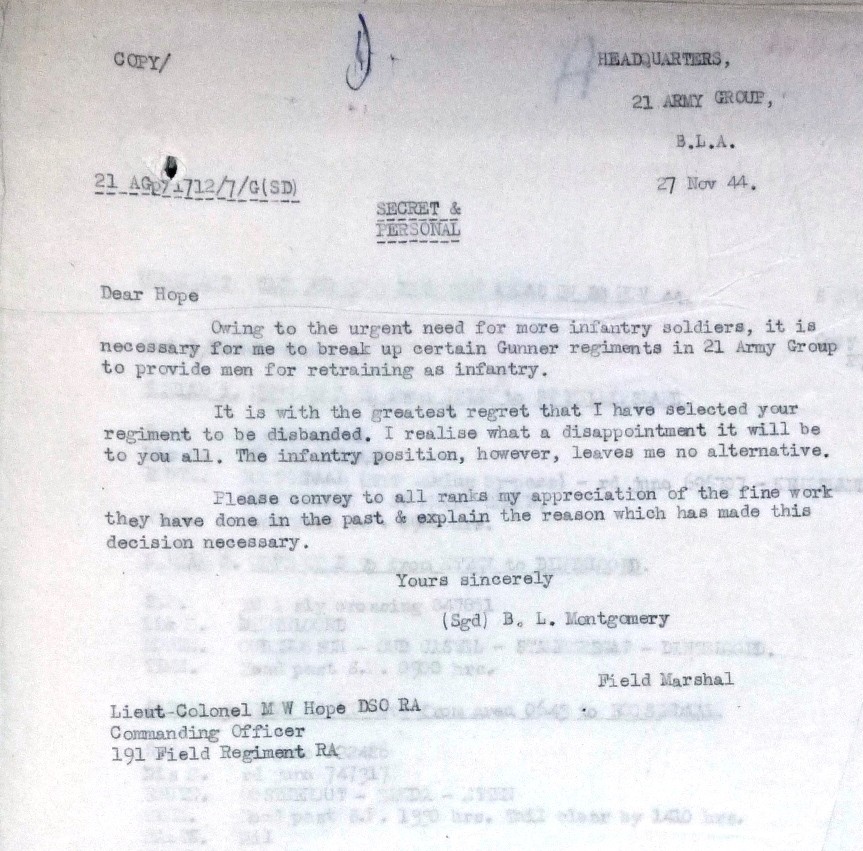 COPY/
HEADQUARTERS,
21 ARMY GROUP,
B.L.A.
21 AGp/1712/7/G(SD)
27 Nov 44.
SECRET &
PERSONAL
Dear Hope
Owing to the urgent need for more infantry soldiers, it is
necessary for me to break up certain Gunner regiments in 21 Army Group
to provide men for retraining as infantry.
It is with the greatest regret that I have selected your
regiment to be disbanded. I realise what a disappointment it will be
to you all. The infantry position, however, leaves me no alternative.
Please convey to all ranks my appreciation of the fine work
they have done in the past & explain the reason which has made this
decision necessary.
Yours sincerely
(Sgd) B. L. Montgomery
Field Marshal
Lieut-Colonel M W Hope DSO RA
Commanding Officer
191 Field Regiment RA